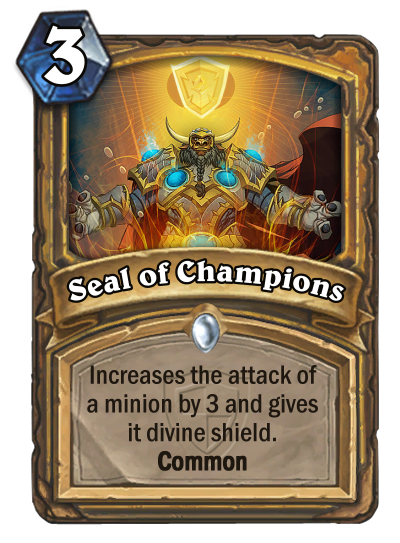 3
Seal of Champions
Increases the attack of
a minion by 3 and gives
it divine shield.
Common